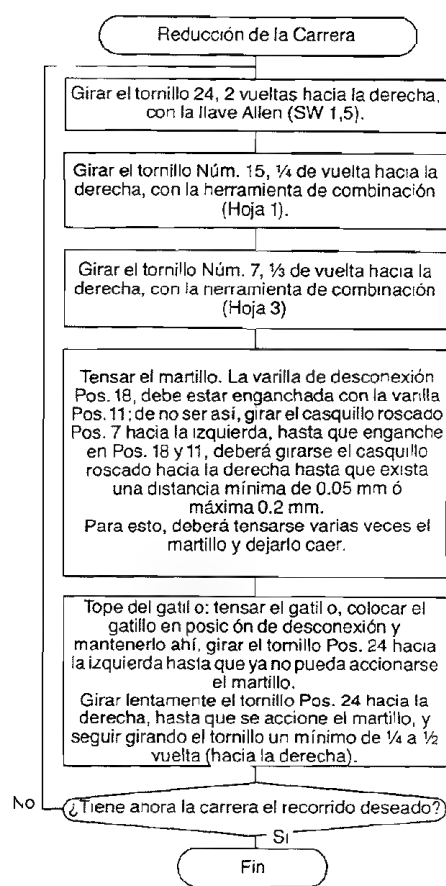 Reducción de la Carrera
Girar el tornillo 24, 2 vueltas hacia la derecha,
con la llave Allen (SW 1,5).
Girar el tornillo Núm. 15, ¼ de vuelta hacia la
derecha, con la herramienta de combinación
(Hoja 1).
Girar el tornillo Núm. 7, ⅓ de vuelta hacia la
derecha, con la nerramienta de combinación
(Hoja 3)
Tensar el martillo. La varilla de desconexión
Pos. 18, debe estar enganchada con la varilla
Pos. 11; de no ser así, girar el casquillo roscado
Pos. 7 hacia la izquierda, hasta que enganche
en Pos. 18 y 11, deberá girarse el casquillo
roscado hacia la derecha hasta que exista
una distancia mínima de 0.05 mm ó
máxima 0.2 mm.
Para esto, deberá tensarse varias veces el
martillo y dejarlo caer.
Tope del gatil o: tensar el gatil o, colocar el
gatillo en posic ón de desconexión y
mantenerlo ahí, girar el tornillo Pos. 24 hacia
la izquierda hasta que ya no pueda accionarse
el martillo.
Girar lentamente el tornillo Pos. 24 hacia la
derecha, hasta que se accione el martillo, y
seguir girando el tornillo un mínimo de ¼ a ½
vuelta (hacia la derecha).
No
¿Tiene ahora la carrera el recorrido deseado?
Si
Fin